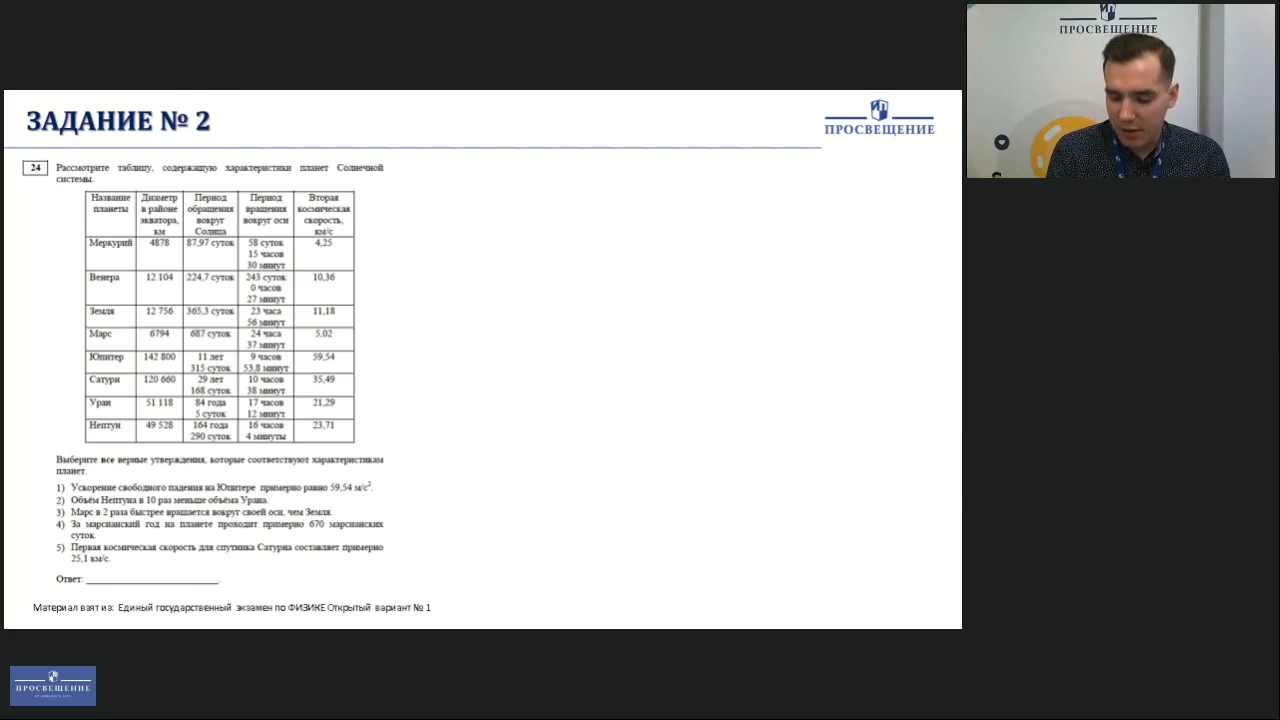 ПРОСВЕЩЕНИЕ
ЗАДАНИЕ № 2
ПРОСВЕЩЕНИЕ
24 Рассмотрите таблицу, содержащую характеристики планет Солнечной
системы.
Название планеты Диаметр в районе экватора, км Период обращения вокруг Солнца Период вращения вокруг оси Вторая космическая скорость, км/с
Меркурий 4878 87,97 суток 58 суток 15 часов 30 минут 4,25
Венера 12 104 224,7 суток 243 суток 0 часов 27 минут 10,36
Земля 12 756 365,3 суток 23 часа 56 минут 11,18
Марс 6794 687 суток 24 часа 37 минут 5,02
Юпитер 142 800 11 лет 315 суток 9 часов 53,8 минут 59,54
Сатурн 120 660 29 лет 168 суток 10 часов 38 минут 35,49
Уран 51 118 84 года 5 суток 17 часов 12 минут 21,29
Нептун 49 528 164 года 290 суток 16 часов 4 минуты 23,71
Выберите все верные утверждения, которые соответствуют характеристикам
планет.
1) Ускорение свободного падения на Юпитере примерно равно 59,54 м/с².
2) Объём Нептуна в 10 раз меньше объёма Урана.
3) Марс в 2 раза быстрее вращается вокруг своей оси, чем Земля.
4) За марсианский год на планете проходит примерно 670 марсианских
суток.
5) Первая космическая скорость для спутника Сатурна составляет примерно
25,1 км/с.
Ответ: ____________________________.
Материал взят из: Единый государственный экзамен по ФИЗИКЕ Открытый вариант № 1
ПРОСВЕЩЕНИЕ